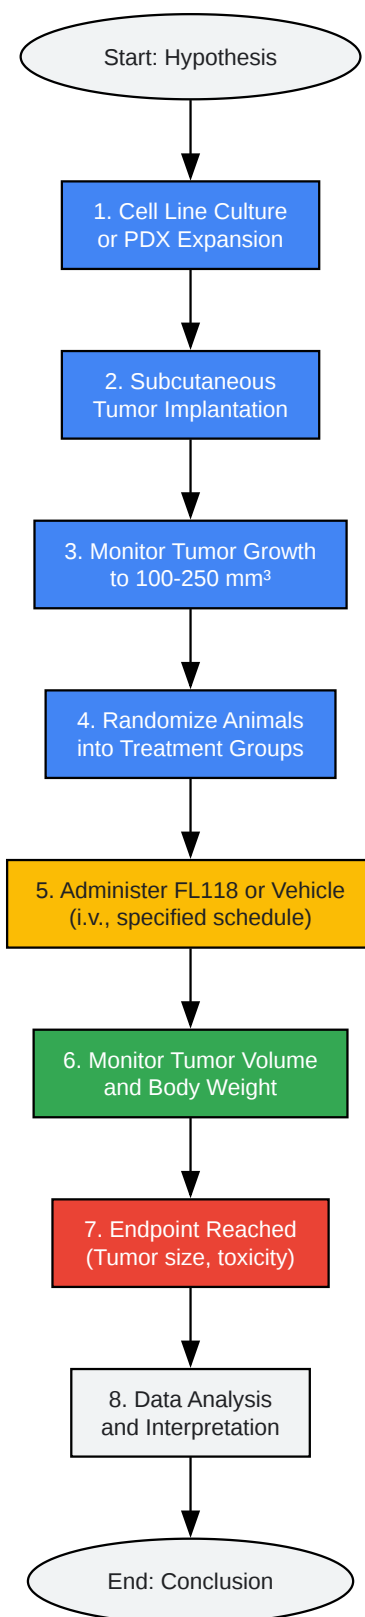 Start: Hypothesis
1. Cell Line Culture
or PDX Expansion
2. Subcutaneous
Tumor Implantation
3. Monitor Tumor Growth
to 100-250 mm³
4. Randomize Animals
into Treatment Groups
5. Administer FL118 or Vehicle
(i.v., specified schedule)
6. Monitor Tumor Volume
and Body Weight
7. Endpoint Reached
(Tumor size, toxicity)
8. Data Analysis
and Interpretation
End: Conclusion